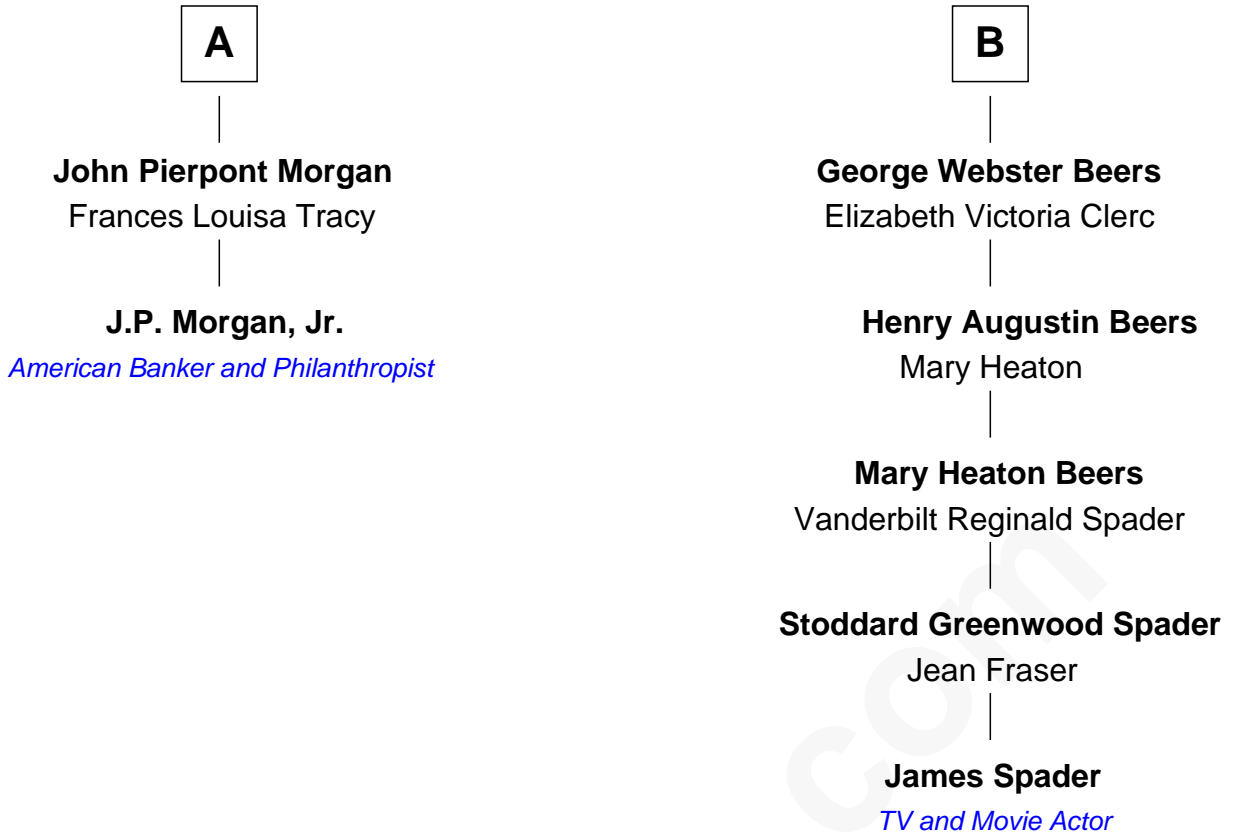 A
John Pierpont Morgan
Frances Louisa Tracy
J.P. Morgan, Jr.
American Banker and Philanthropist
B
George Webster Beers
Elizabeth Victoria Clerc
Henry Augustin Beers
Mary Heaton
Mary Heaton Beers
Vanderbilt Reginald Spader
Stoddard Greenwood Spader
Jean Fraser
James Spader
TV and Movie Actor
com